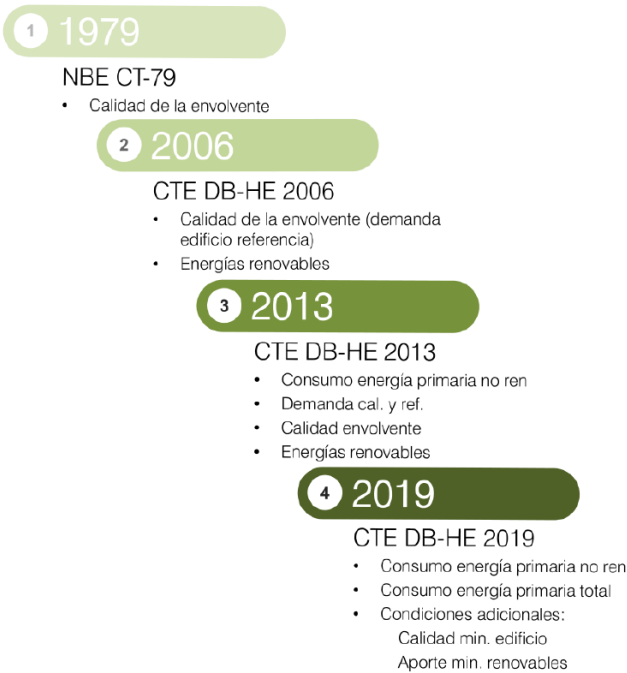 1 1979
NBE CT-79
• Calidad de la envolvente
2 2006
CTE DB-HE 2006
• Calidad de la envolvente (demanda
edificio referencia)
• Energías renovables
3 2013
CTE DB-HE 2013
• Consumo energía primaria no ren
• Demanda cal. y ref.
• Calidad envolvente
• Energías renovables
4 2019
CTE DB-HE 2019
• Consumo energía primaria no ren
• Consumo energía primaria total
• Condiciones adicionales:
Calidad min. edificio
Aporte min. renovables